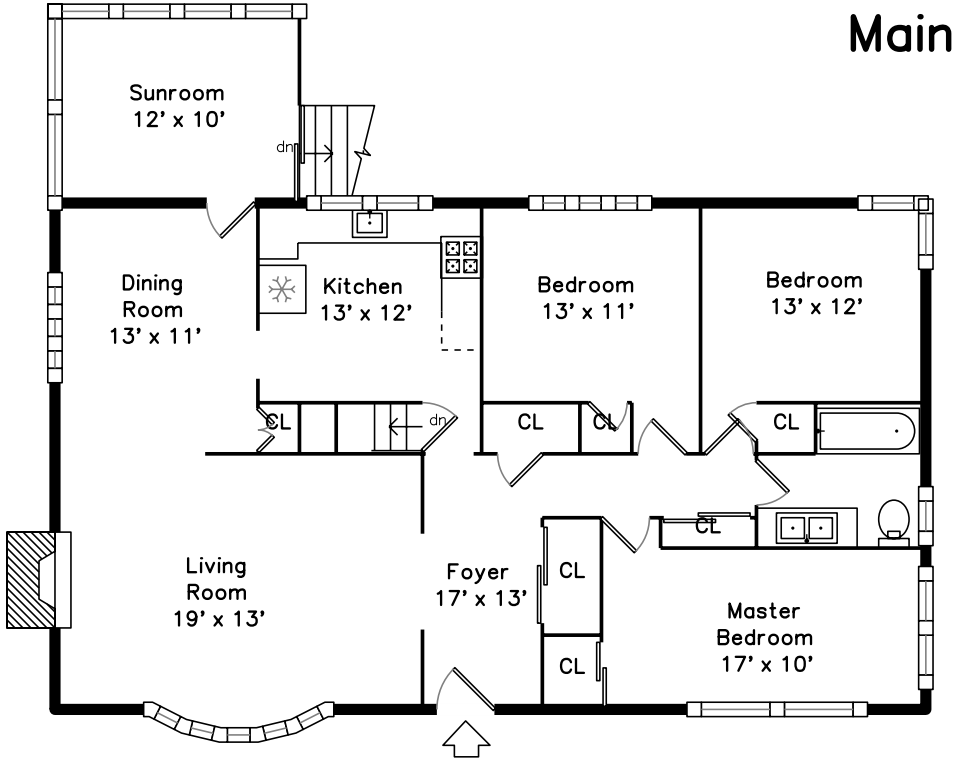 Main
Sunroom
12' x 10'
dn
Dining
Room
13' x 11'
Kitchen
13' x 12'
Bedroom
13' x 11'
Bedroom
13' x 12'
CL
dn
CL
CL
CL
CL
Living
Room
19' x 13'
Foyer
17' x 13'
CL
CL
Master
Bedroom
17' x 10'